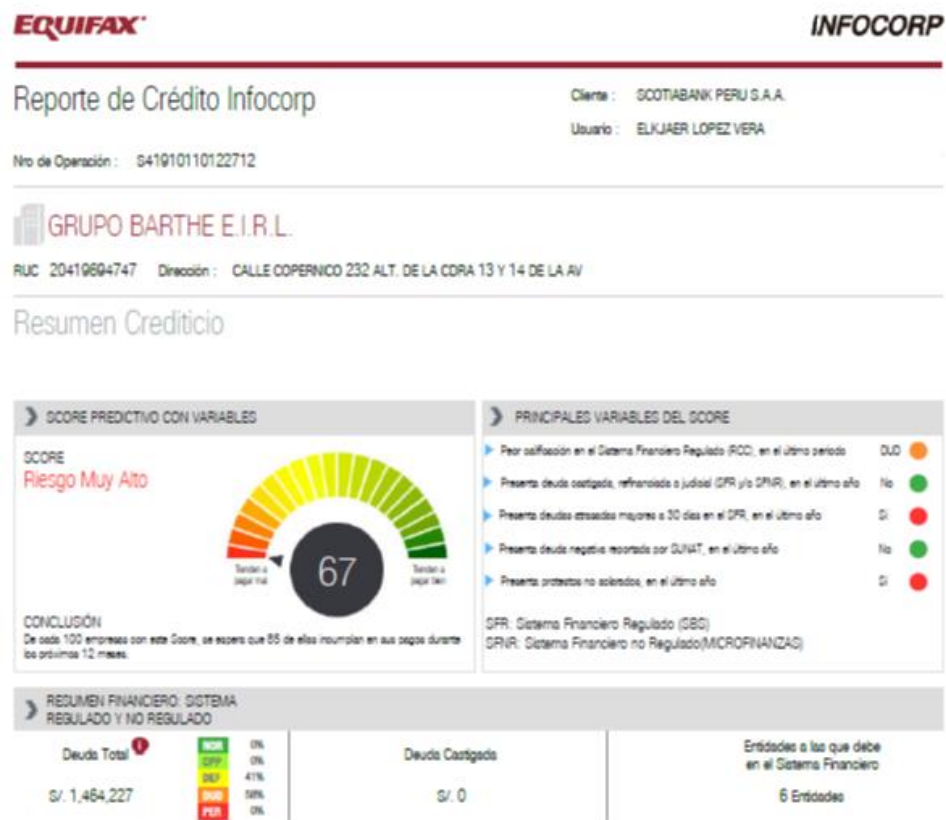 EQUIFAX
INFOCORP
Reporte de Crédito Infocorp
Cliente : SCOTIABANK PERU S.A.A.
Usuario : ELKJAER LOPEZ VERA
Nro de Operación : S41910110122712
GRUPO BARTHE E.I.R.L.
RUC 20419694747 Dirección : CALLE COPERNICO 232 ALT. DE LA CDRA 13 Y 14 DE LA AV
Resumen Crediticio
SCORE PREDICTIVO CON VARIABLES
SCORE
Riesgo Muy Alto
67
Tienden a
pagar mal
Tienden a
pagar bien
CONCLUSIÓN
De cada 100 empresas con este Score, se espera que 85 de ellas incumplan en sus pagos durante
los próximos 12 meses.
PRINCIPALES VARIABLES DEL SCORE
Peor calificación en el Sistema Financiero Regulado (RCC), en el último periodo DUD
Presenta deuda castigada, refinanciada o judicial (SFR y/o SFNR), en el último año No
Presenta deudas atrasadas mayores a 30 días en el SFR, en el último año Si
Presenta deuda negativa reportada por SUNAT, en el último año No
Presenta protestos no aclarados, en el último año Si
SFR: Sistema Financiero Regulado (SBS)
SFNR: Sistema Financiero no Regulado(MICROFINANZAS)
RESUMEN FINANCIERO: SISTEMA
REGULADO Y NO REGULADO
Deuda Total
S/. 1,464,227
NOR 0%
CPP 0%
DEF 41%
DUD 58%
PER 0%
Deuda Castigada
S/. 0
Entidades a las que debe
en el Sistema Financiero
6 Entidades